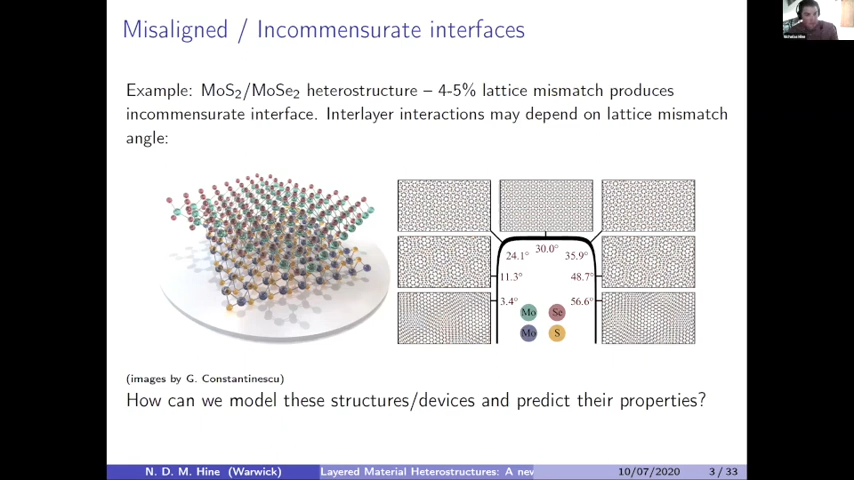 Misaligned / Incommensurate interfaces
Example: MoS₂/MoSe₂ heterostructure – 4-5% lattice mismatch produces
incommensurate interface. Interlayer interactions may depend on lattice mismatch
angle:
24.1° 30.0° 35.9°
11.3° 48.7°
3.4° 56.6°
Mo Se
Mo S
(images by G. Constantinescu)
How can we model these structures/devices and predict their properties?
N. D. M. Hine (Warwick) Layered Material Heterostructures: A new 10/07/2020 3 / 33
Nicholas Hine